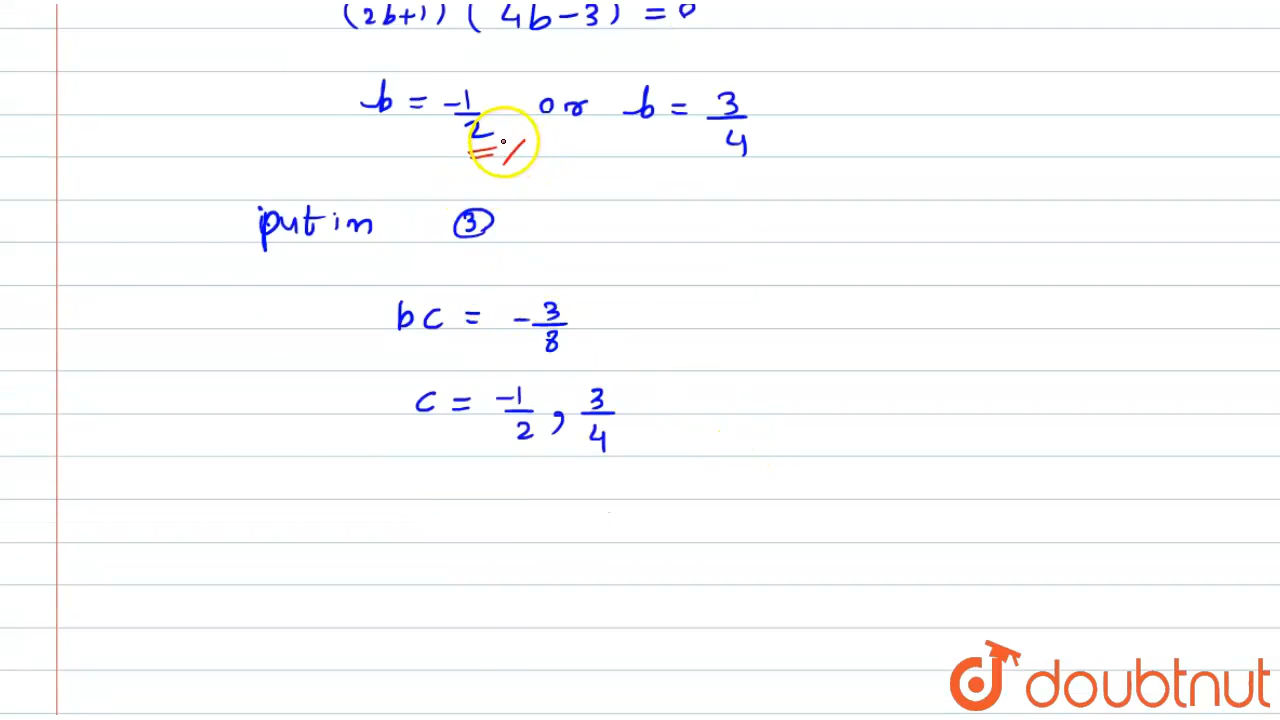 (2b+1) ( 4b-3) = 0
b = -1/2 or b = 3/4
put in ③
bc = -3/8
c = -1/2 , 3/4
doubtnut